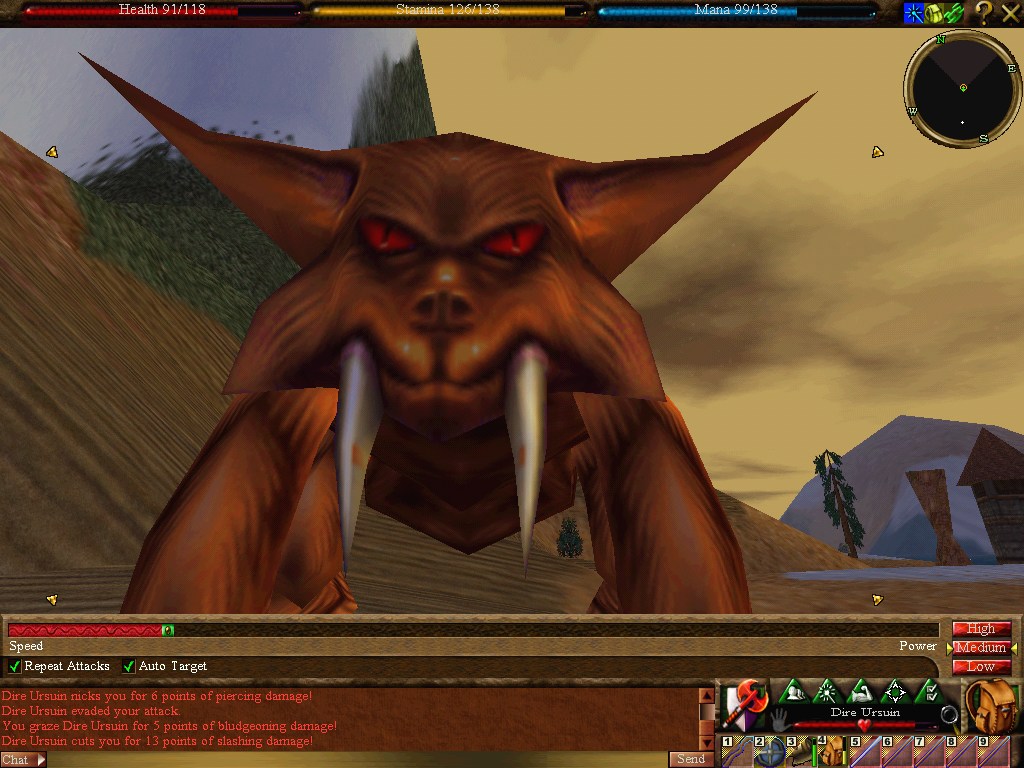 Health 91/118 Stamina 126/138 Mana 99/138
N
E
W
S
High
Speed Power Medium
Repeat Attacks Auto Target Low
Dire Ursuin nicks you for 6 points of piercing damage!
Dire Ursuin evaded your attack.
You graze Dire Ursuin for 5 points of bludgeoning damage!
Dire Ursuin cuts you for 13 points of slashing damage!
Dire Ursuin
1 2 3 4 5 6 7 8 9
Chat Send